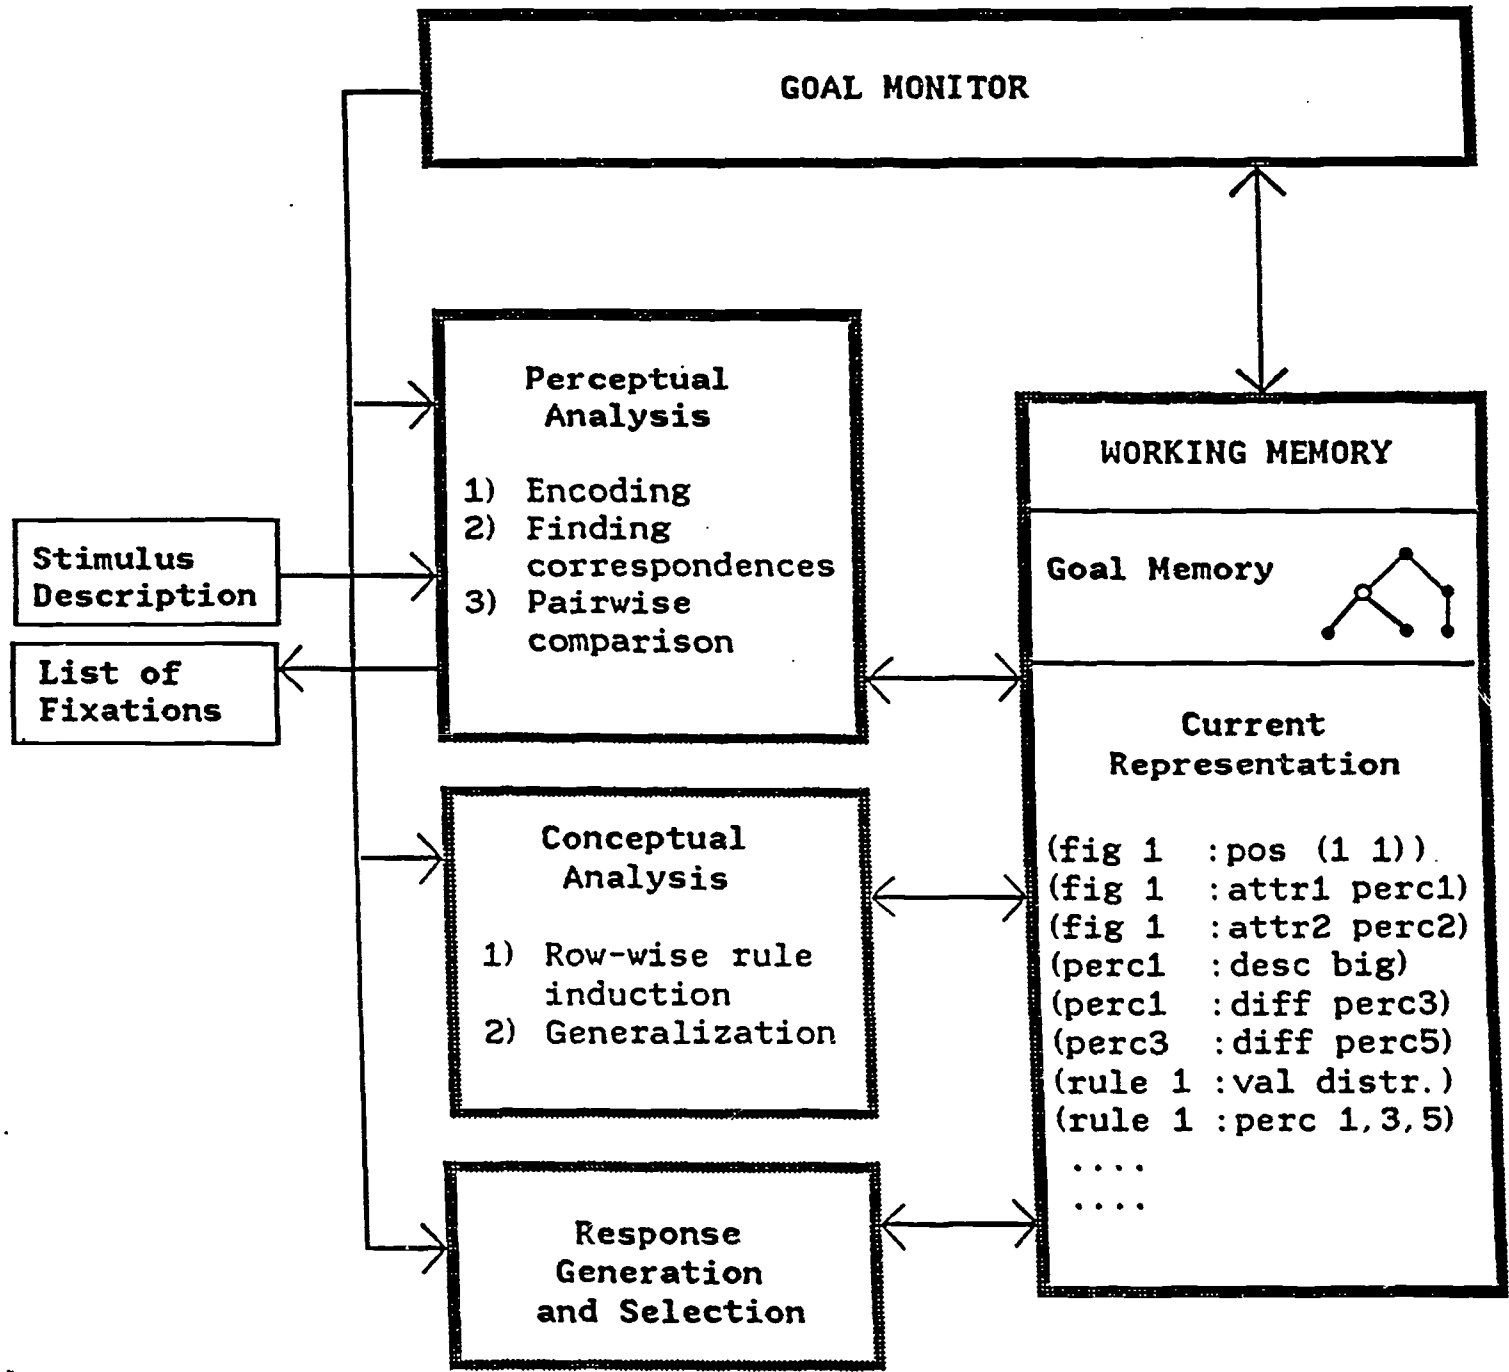 GOAL MONITOR
Perceptual
Analysis
1) Encoding
2) Finding
correspondences
3) Pairwise
comparison
Stimulus
Description
List of
Fixations
Conceptual
Analysis
1) Row-wise rule
induction
2) Generalization
Response
Generation
and Selection
WORKING MEMORY
Goal Memory
Current
Representation
(fig 1 :pos (1 1))
(fig 1 :attr1 perc1)
(fig 1 :attr2 perc2)
(perc1 :desc big)
(perc1 :diff perc3)
(perc3 :diff perc5)
(rule 1 :val distr.)
(rule 1 :perc 1,3,5)
....
....